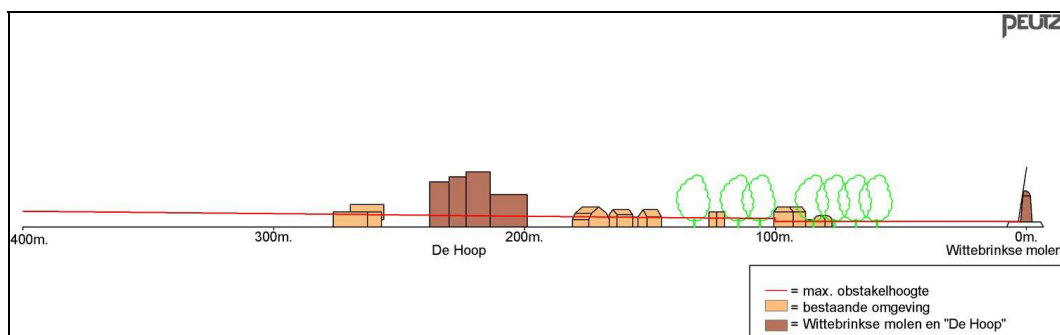 PEUTZ
400m.
300m.
200m.
100m.
0m.
De Hoop
Wittebrinkse molen
= max. obstakelhoogte
= bestaande omgeving
= Wittebrinkse molen en "De Hoop"